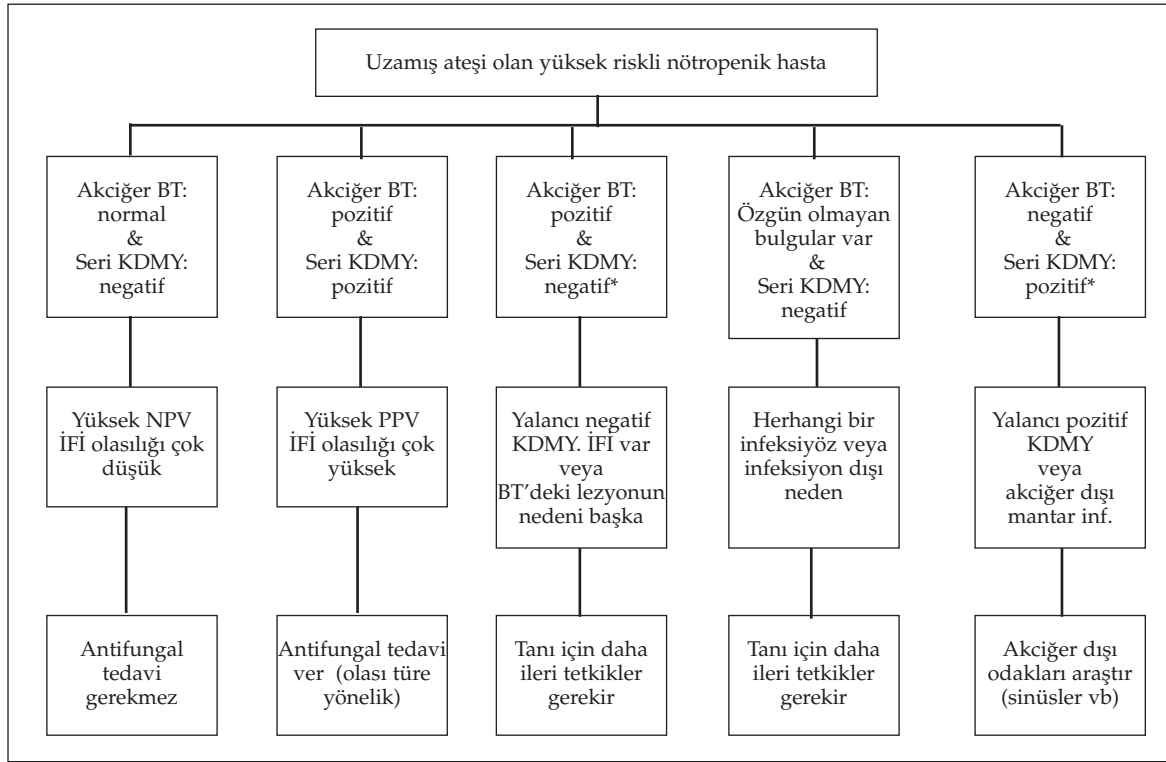 Uzamış ateşi olan yüksek riskli nötropenik hasta
Akciğer BT:
normal
&
Seri KDMY:
negatif
Akciğer BT:
pozitif
&
Seri KDMY:
pozitif
Akciğer BT:
pozitif
&
Seri KDMY:
negatif*
Akciğer BT:
Özgün olmayan
bulgular var
&
Seri KDMY:
negatif
Akciğer BT:
negatif
&
Seri KDMY:
pozitif*
Yüksek NPV
İFİ olasılığı çok
düşük
Yüksek PPV
İFİ olasılığı çok
yüksek
Yalancı negatif
KDMY. İFİ var
veya
BT'deki lezyonun
nedeni başka
Herhangi bir
infeksiyöz veya
infeksiyon dışı
neden
Yalancı pozitif
KDMY
veya
akciğer dışı
mantar inf.
Antifungal
tedavi
gerekmez
Antifungal tedavi
ver (olası türe
yönelik)
Tanı için daha
ileri tetkikler
gerekir
Tanı için daha
ileri tetkikler
gerekir
Akciğer dışı
odakları araştır
(sinüsler vb)